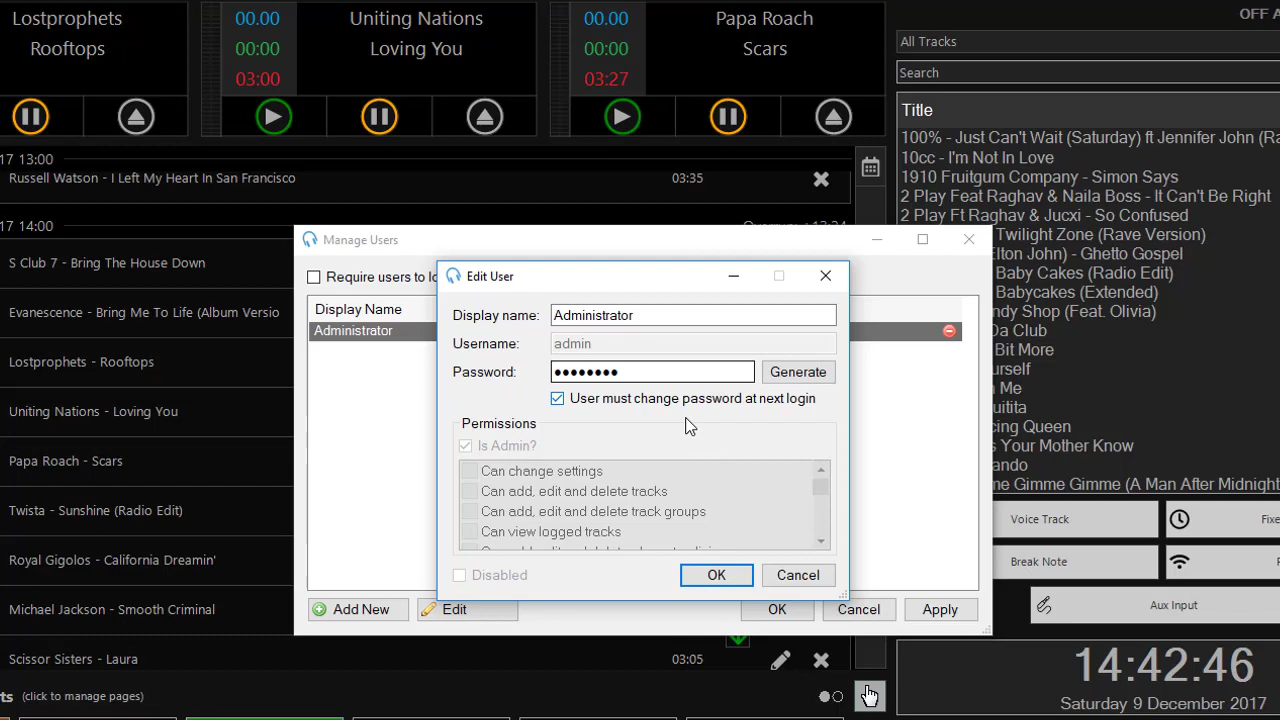 Lostprophets
Rooftops
00.00
00:00
03:00
Uniting Nations
Loving You
00.00
00:00
03:27
Papa Roach
Scars
OFF A
All Tracks
Search
Title
100% - Just Can't Wait (Saturday) ft Jennifer John (Ra
10cc - I'm Not In Love
1910 Fruitgum Company - Simon Says
2 Play Feat Raghav & Naila Boss - It Can't Be Right
2 Play Ft Raghav & Jucxi - So Confused
Twilight Zone (Rave Version)
Elton John) - Ghetto Gospel
Baby Cakes (Radio Edit)
Babycakes (Extended)
ndy Shop (Feat. Olivia)
Da Club
Bit More
urself
n Me
uitita
cing Queen
s Your Mother Know
ando
me Gimme Gimme (A Man After Midnight
17 13:00
Russell Watson - I Left My Heart In San Francisco
03:35
17 14:00
S Club 7 - Bring The House Down
Evanescence - Bring Me To Life (Album Versio
Lostprophets - Rooftops
Uniting Nations - Loving You
Papa Roach - Scars
Twista - Sunshine (Radio Edit)
Royal Gigolos - California Dreamin'
Michael Jackson - Smooth Criminal
Scissor Sisters - Laura
03:05
ts (click to manage pages)
Manage Users
Require users to lo
Display Name
Administrator
Add New
Edit
OK
Cancel
Apply
Edit User
Display name:
Administrator
Username:
admin
Password:
Generate
User must change password at next login
Permissions
Is Admin?
Can change settings
Can add, edit and delete tracks
Can add, edit and delete track groups
Can view logged tracks
Disabled
OK
Cancel
Voice Track
Fixe
Break Note
Aux Input
14:42:46
Saturday 9 December 2017